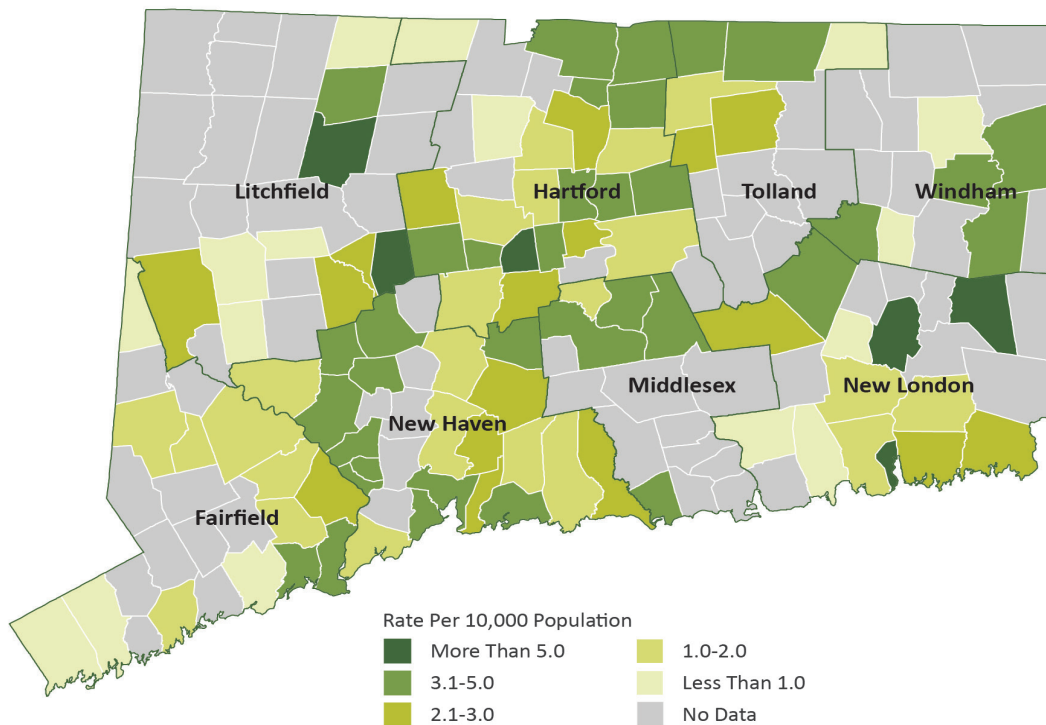 Litchfield
Hartford
Tolland
Windham
New Haven
Middlesex
New London
Fairfield
Rate Per 10,000 Population
More Than 5.0
1.0-2.0
3.1-5.0
Less Than 1.0
2.1-3.0
No Data